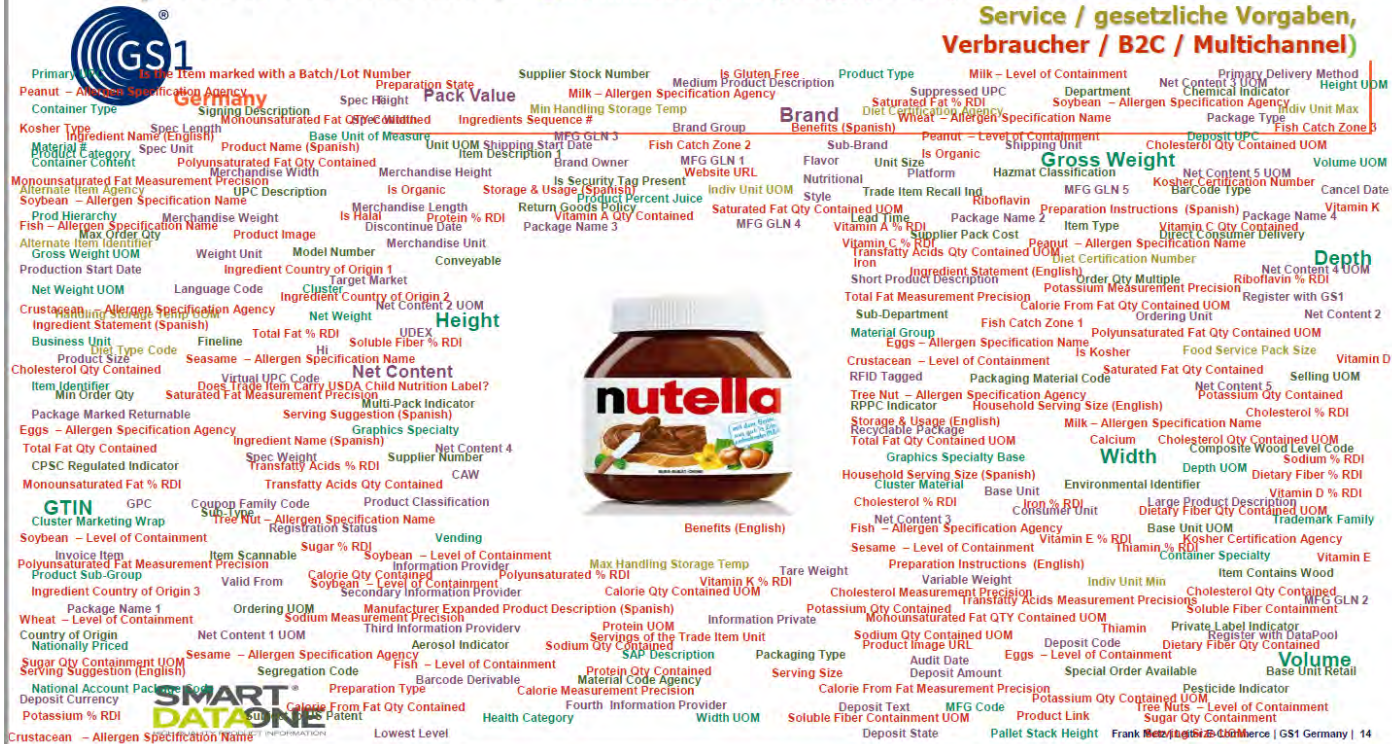 GS1
®
Germany
Service / gesetzliche Vorgaben,
Verbraucher / B2C / Multichannel)
Is the Item marked with a Batch/Lot Number
Supplier Stock Number
Is Gluten Free
Product Type
Milk – Level of Containment
Primary Delivery Method
Preparation State
Medium Product Description
Net Content 3 UOM
Height UOM
Peanut – Allergen Specification Agency
Spec Height
Pack Value
Milk – Allergen Specification Agency
Suppressed UPC
Department
Chemical Indicator
Container Type
Signing Description
Min Handling Storage Temp
Brand
Saturated Fat % RDI
Soybean – Allergen Specification Agency
Indiv Unit Max
Diet Certification Agency
Wheat – Allergen Specification Name
Package Type
Ingredients Sequence #
Kosher Type
Spec Length
Brand Group
Benefits (Spanish)
Fish Catch Zone 3
Ingredient Name (English)
Base Unit of Measure
MFG GLN 3
Peanut – Level of Containment
Deposit UPC
Material #
Spec Unit
Product Name (Spanish)
Unit UOM
Shipping Start Date
Fish Catch Zone 2
Sub-Brand
Shipping Unit
Cholesterol Qty Contained UOM
Product Category
Item Description 1
Is Organic
Container Content
Polyunsaturated Fat Qty Contained
Brand Owner
MFG GLN 1
Flavor
Unit Size
Gross Weight
Volume UOM
Merchandise Width
Merchandise Height
Website URL
Platform
Hazmat Classification
Net Content 5 UOM
Monounsaturated Fat Measurement Precision
Is Security Tag Present
Nutritional
Kosher Certification Number
Alternate Item Agency
UPC Description
Is Organic
Storage & Usage (Spanish)
Indiv Unit UOM
Trade Item Recall Ind
MFG GLN 5
BarCode Type
Cancel Date
Soybean – Allergen Specification Name
Product Percent Juice
Style
Riboflavin
Merchandise Length
Return Goods Policy
Saturated Fat Qty Contained UOM
Preparation Instructions (Spanish)
Vitamin K
Prod Hierarchy
Merchandise Weight
Is Halal
Protein % RDI
Vitamin A Qty Contained
Lead Time
Package Name 2
Package Name 4
Fish – Allergen Specification Name
Discontinue Date
Package Name 3
MFG GLN 4
Vitamin A % RDI
Item Type
Vitamin C Qty Contained
Max Order Qty
Product Image
Supplier Pack Cost
Direct Consumer Delivery
Alternate Item Identifier
Merchandise Unit
Vitamin C % RDI
Peanut – Allergen Specification Name
Gross Weight UOM
Weight Unit
Model Number
Transfatty Acids Qty Contained UOM
Conveyable
Iron
Diet Certification Number
Depth
Production Start Date
Ingredient Country of Origin 1
Ingredient Statement (English)
Net Content 4 UOM
Target Market
Short Product Description
Order Qty Multiple
Riboflavin % RDI
Net Weight UOM
Language Code
Cluster
Potassium Measurement Precision
Ingredient Country of Origin 2
Total Fat Measurement Precision
Register with GS1
Net Content 2 UOM
Calorie From Fat Qty Contained UOM
Crustacean – Allergen Specification Agency
Handling Storage Temp UOM
Net Weight
Height
Sub-Department
Ordering Unit
Net Content 2
Ingredient Statement (Spanish)
Fish Catch Zone 1
Business Unit
Fineline
Total Fat % RDI
UDEX
Material Group
Polyunsaturated Fat Qty Contained UOM
Soluble Fiber % RDI
Eggs – Allergen Specification Name
Diet Type Code
Hi
Is Kosher
Food Service Pack Size
Product Size
Seasame – Allergen Specification Name
Crustacean – Level of Containment
Vitamin D
Cholesterol Qty Contained
Net Content
Saturated Fat Qty Contained
Virtual UPC Code
RFID Tagged
Packaging Material Code
Selling UOM
Item Identifier
Does Trade Item Carry USDA Child Nutrition Label?
Net Content 5
Min Order Qty
Saturated Fat Measurement Precision
Tree Nut – Allergen Specification Agency
Potassium Qty Contained
Multi-Pack Indicator
nutella
RPPC Indicator
Household Serving Size (English)
Package Marked Returnable
Serving Suggestion (Spanish)
Cholesterol % RDI
Storage & Usage (English)
Milk – Allergen Specification Name
Eggs – Allergen Specification Agency
Graphics Specialty
Recyclable Package
Ingredient Name (Spanish)
Total Fat Qty Contained UOM
Calcium
Cholesterol Qty Contained UOM
Total Fat Qty Contained
Net Content 4
Composite Wood Level Code
Spec Weight
Supplier Number
Graphics Specialty Base
Width
Sodium % RDI
CPSC Regulated Indicator
Transfatty Acids % RDI
Depth UOM
CAW
Household Serving Size (Spanish)
Dietary Fiber % RDI
Monounsaturated Fat % RDI
Transfatty Acids Qty Contained
Cluster Material
Environmental Identifier
Base Unit
Vitamin D % RDI
GTIN
GPC
Coupon Family Code
Product Classification
Cholesterol % RDI
Iron % RDI
Large Product Description
Sub-Type
Consumer Unit
Dietary Fiber Qty Contained UOM
Cluster Marketing Wrap
Tree Nut – Allergen Specification Name
Net Content 3
Trademark Family
Registration Status
Benefits (English)
Fish – Allergen Specification Agency
Base Unit UOM
Soybean – Level of Containment
Vending
Vitamin E % RDI
Kosher Certification Agency
Sugar % RDI
Sesame – Level of Containment
Thiamin % RDI
Invoice Item
Item Scannable
Soybean – Level of Containment
Container Specialty
Vitamin E
Polyunsaturated Fat Measurement Precision
Information Provider
Max Handling Storage Temp
Preparation Instructions (English)
Product Sub-Group
Calorie Qty Contained
Polyunsaturated % RDI
Tare Weight
Item Contains Wood
Valid From
Soybean – Level of Containment
Vitamin K % RDI
Variable Weight
Indiv Unit Min
Ingredient Country of Origin 3
Secondary Information Provider
Calorie Qty Contained UOM
Cholesterol Measurement Precision
Cholesterol Qty Contained
Transfatty Acids Measurement Precisions
MFG GLN 2
Package Name 1
Ordering UOM
Manufacturer Expanded Product Description (Spanish)
Potassium Qty Contained
Soluble Fiber Containment
Wheat – Level of Containment
Sodium Measurement Precision
Information Private
Monounsaturated Fat QTY Contained UOM
Third Information Providerv
Protein UOM
Thiamin
Private Label Indicator
Country of Origin
Net Content 1 UOM
Servings of the Trade Item Unit
Sodium Qty Contained UOM
Register with DataPool
Nationally Priced
Aerosol Indicator
Sodium Qty Contained
Product Image URL
Deposit Code
Dietary Fiber Qty Contained
Sesame – Allergen Specification Agency
SAP Description
Packaging Type
Eggs – Level of Containment
Sugar Qty Containment UOM
Fish – Level of Containment
Audit Date
Volume
Serving Suggestion (English)
Segregation Code
Protein Qty Contained
Serving Size
Deposit Amount
Special Order Available
Base Unit Retail
Barcode Derivable
Material Code Agency
National Account Package Code
Preparation Type
Calorie Measurement Precision
Calorie From Fat Measurement Precision
Pesticide Indicator
Deposit Currency
SMART
DATAONE
HIGH QUALITY PRODUCT INFORMATION
Calorie From Fat Qty Contained
Fourth Information Provider
Deposit Text
MFG Code
Potassium Qty Contained UOM
Tree Nuts – Level of Containment
Potassium % RDI
Subject to US Patent
Health Category
Width UOM
Soluble Fiber Containment UOM
Product Link
Sugar Qty Containment
Crustacean – Allergen Specification Name
Lowest Level
Deposit State
Pallet Stack Height
Frank Metz | Leiter E-Commerce | GS1 Germany | 14